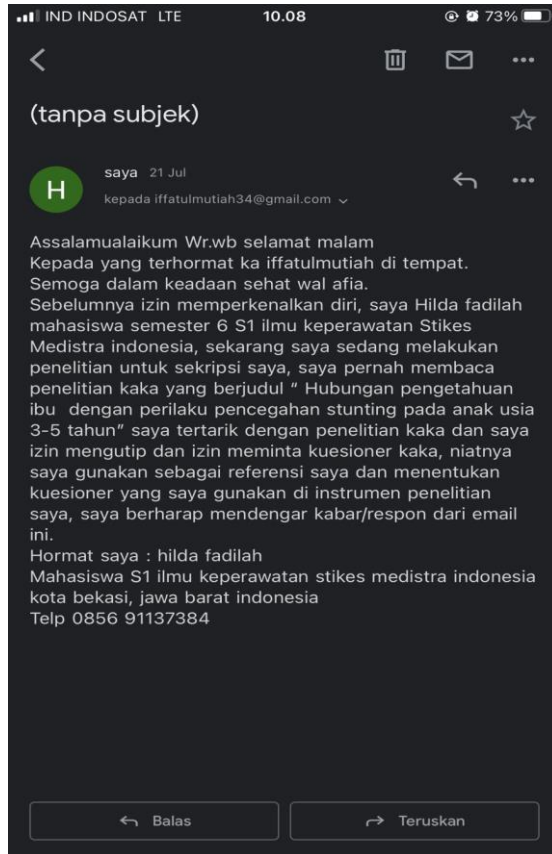 IND INDOSAT LTE 10.08 73%
(tanpa subjek)
H
saya 21 Jul
kepada iffatulmutiah34@gmail.com
Assalamualaikum Wr.wb selamat malam
Kepada yang terhormat ka iffatulmutiah di tempat.
Semoga dalam keadaan sehat wal afia.
Sebelumnya izin memperkenalkan diri, saya Hilda fadilah
mahasiswa semester 6 S1 ilmu keperawatan Stikes
Medistra indonesia, sekarang saya sedang melakukan
penelitian untuk sekripsi saya, saya pernah membaca
penelitian kaka yang berjudul “ Hubungan pengetahuan
ibu  dengan perilaku pencegahan stunting pada anak usia
3-5 tahun” saya tertarik dengan penelitian kaka dan saya
izin mengutip dan izin meminta kuesioner kaka, niatnya
saya gunakan sebagai referensi saya dan menentukan
kuesioner yang saya gunakan di instrumen penelitian
saya, saya berharap mendengar kabar/respon dari email
ini.
Hormat saya : hilda fadilah
Mahasiswa S1 ilmu keperawatan stikes medistra indonesia
kota bekasi, jawa barat indonesia
Telp 0856 91137384
Balas
Teruskan